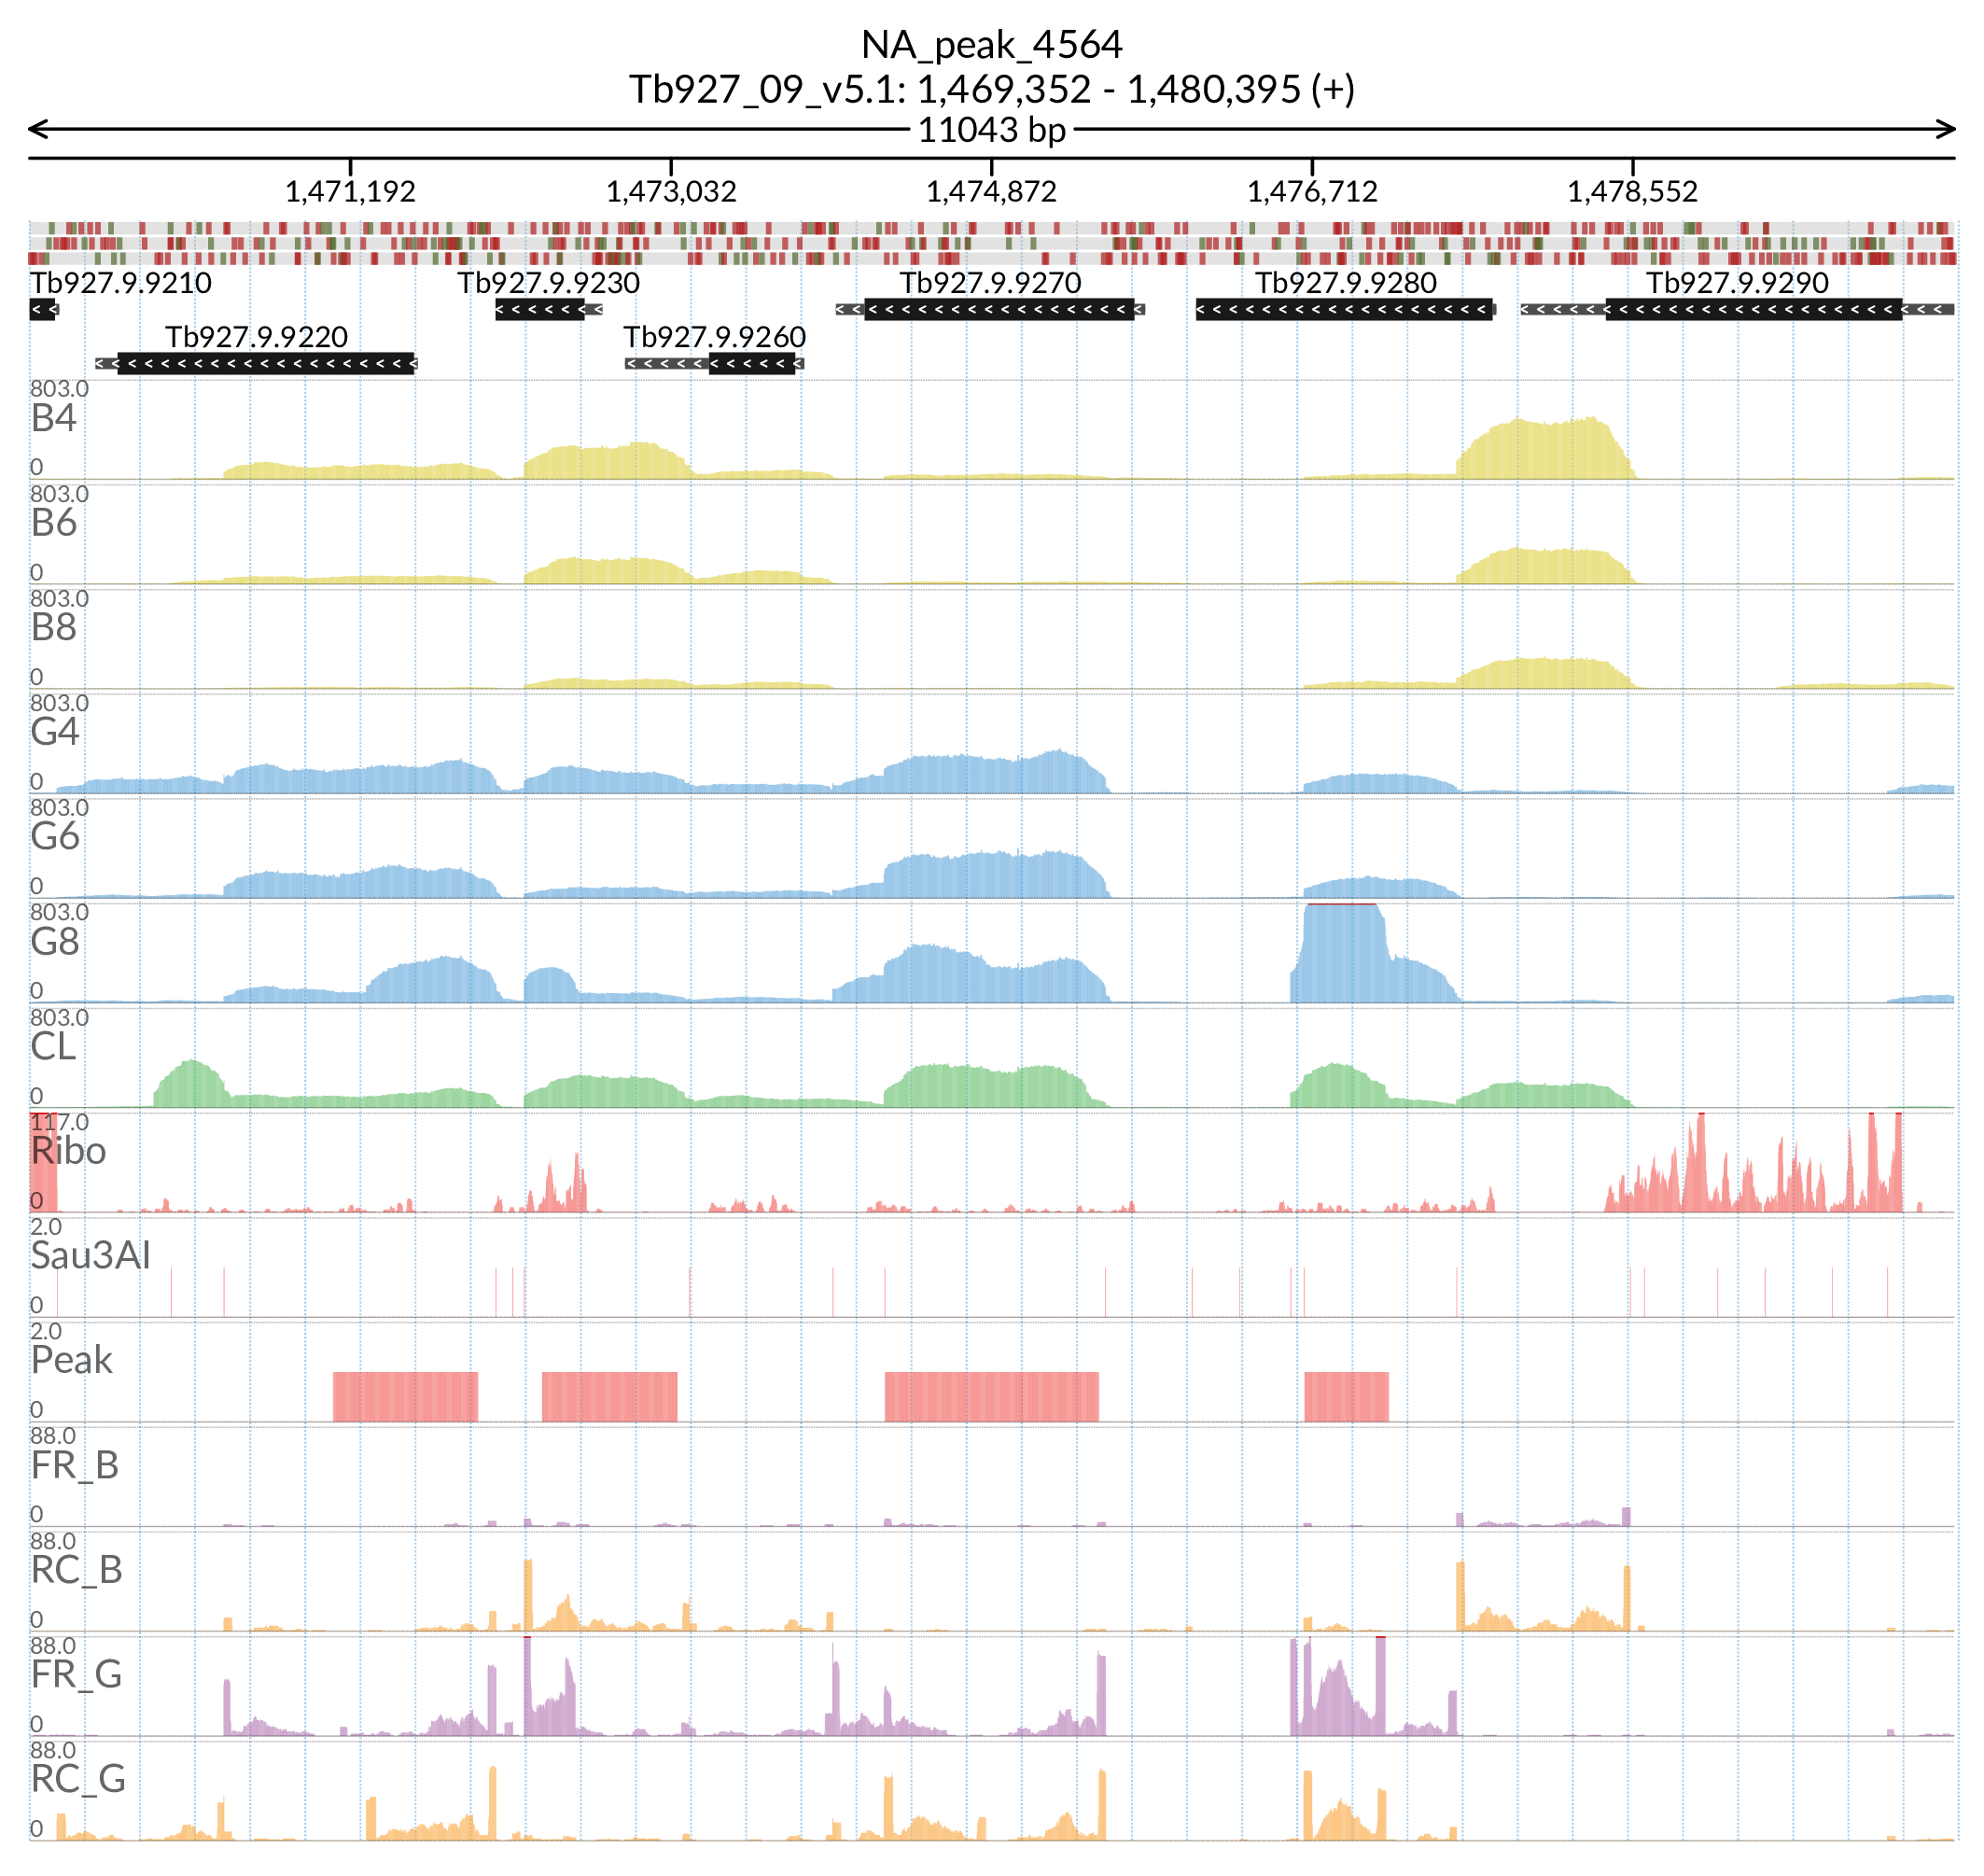 NA_peak_4564
Tb927_09_v5.1: 1,469,352 - 1,480,395 (+)
11043 bp
1,471,192 1,473,032 1,474,872 1,476,712 1,478,552
Tb927.9.9210 Tb927.9.9230 Tb927.9.9270 Tb927.9.9280 Tb927.9.9290
Tb927.9.9220 Tb927.9.9260
803.0
B4
0
803.0
B6
0
803.0
B8
0
803.0
G4
0
803.0
G6
0
803.0
G8
0
803.0
CL
0
117.0
Ribo
0
2.0
Sau3AI
0
2.0
Peak
0
88.0
FR_B
0
88.0
RC_B
0
88.0
FR_G
0
88.0
RC_G
0